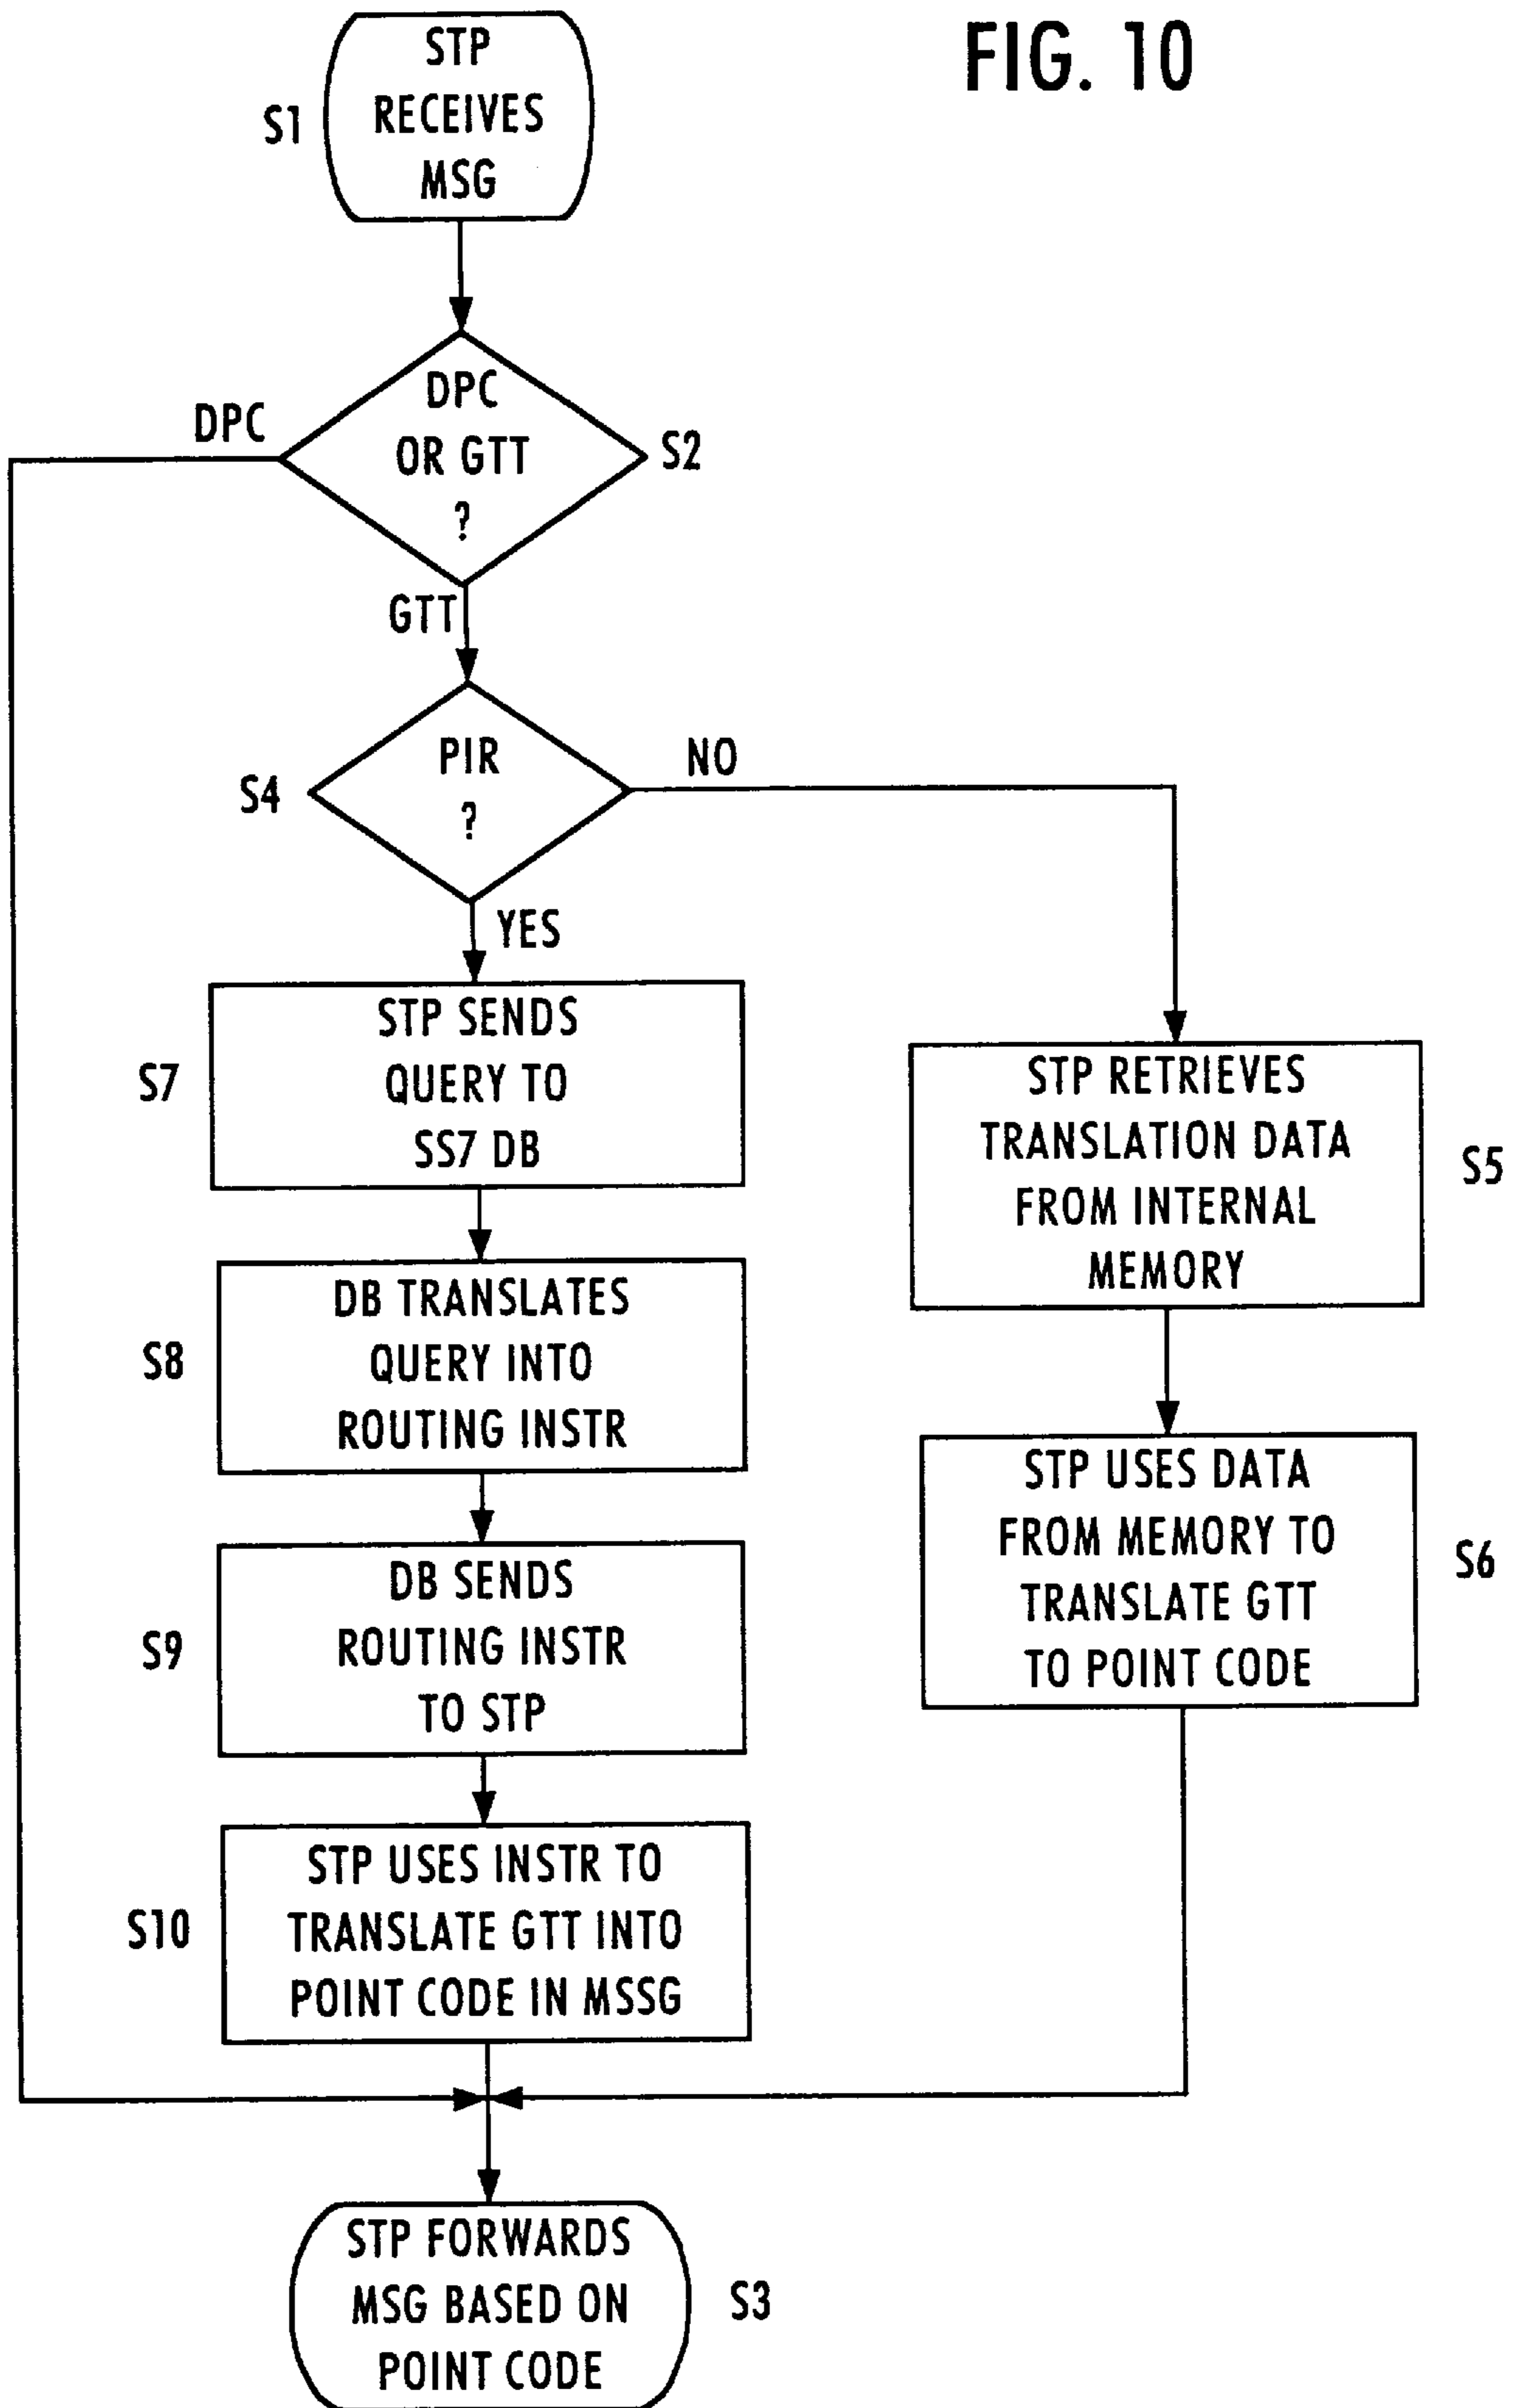 FIG. 10
STP
RECEIVES
MSG
S1
DPC
OR GTT
?
DPC
S2
GTT
PIR
?
S4
NO
YES
STP SENDS
QUERY TO
SS7 DB
S7
STP RETRIEVES
TRANSLATION DATA
FROM INTERNAL
MEMORY
S5
DB TRANSLATES
QUERY INTO
ROUTING INSTR
S8
STP USES DATA
FROM MEMORY TO
TRANSLATE GTT
TO POINT CODE
S6
DB SENDS
ROUTING INSTR
TO STP
S9
STP USES INSTR TO
TRANSLATE GTT INTO
POINT CODE IN MSSG
S10
STP FORWARDS
MSG BASED ON
POINT CODE
S3